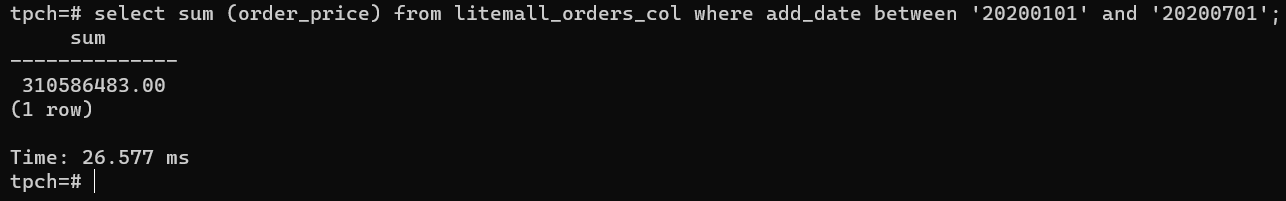 tpch=# select sum (order_price) from litemall_orders_col where add_date between '20200101' and '20200701';
sum
--------------
310586483.00
(1 row)
Time: 26.577 ms
tpch=#